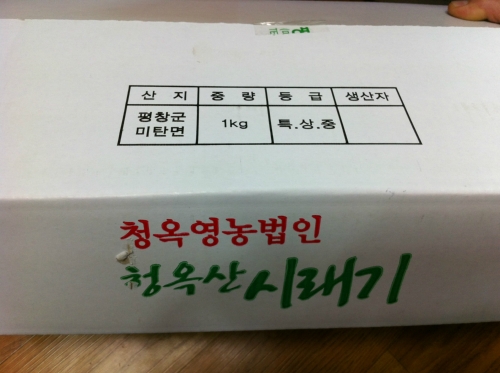 산 지 중 량 등 급 생산자
평창군 미탄면 1kg 특.상.중
청옥영농법인
청옥산 시래기